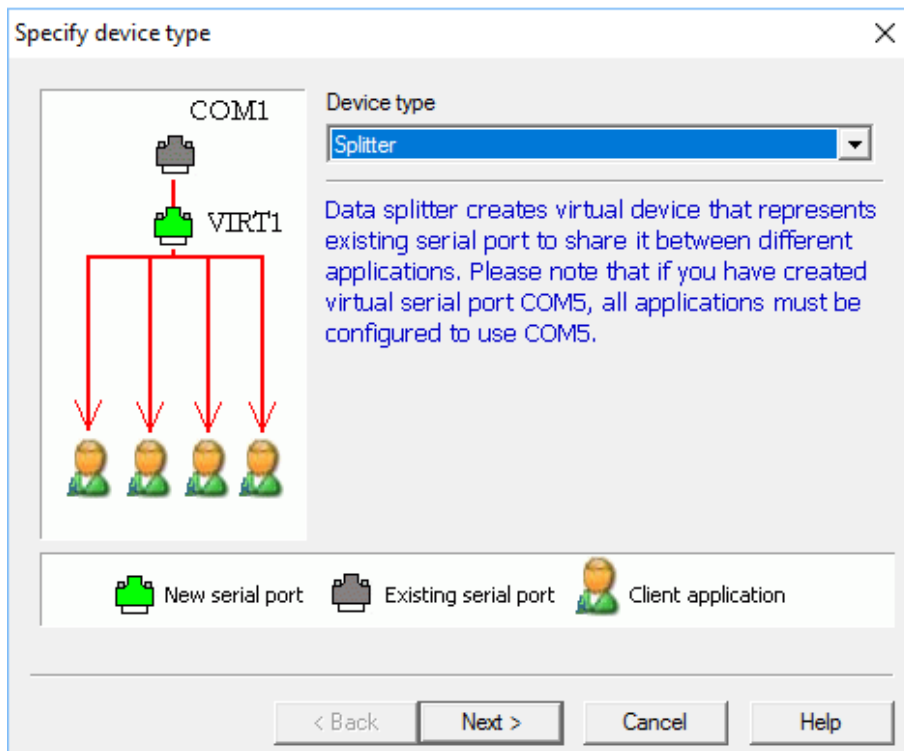 Specify device type
COM1
VIRT1
Device type
Splitter
Data splitter creates virtual device that represents
existing serial port to share it between different
applications. Please note that if you have created
virtual serial port COM5, all applications must be
configured to use COM5.
New serial port
Existing serial port
Client application
< Back
Next >
Cancel
Help